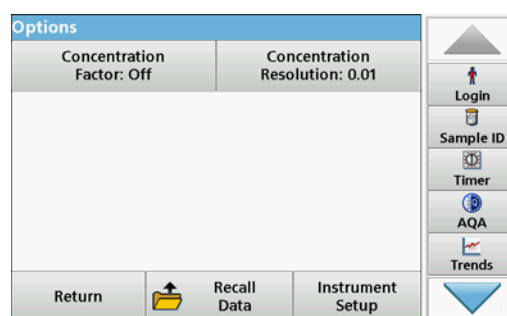 Options
Concentration
Factor: Off
Concentration
Resolution: 0.01
Login
Sample ID
Timer
AQA
Trends
Return
Recall
Data
Instrument
Setup